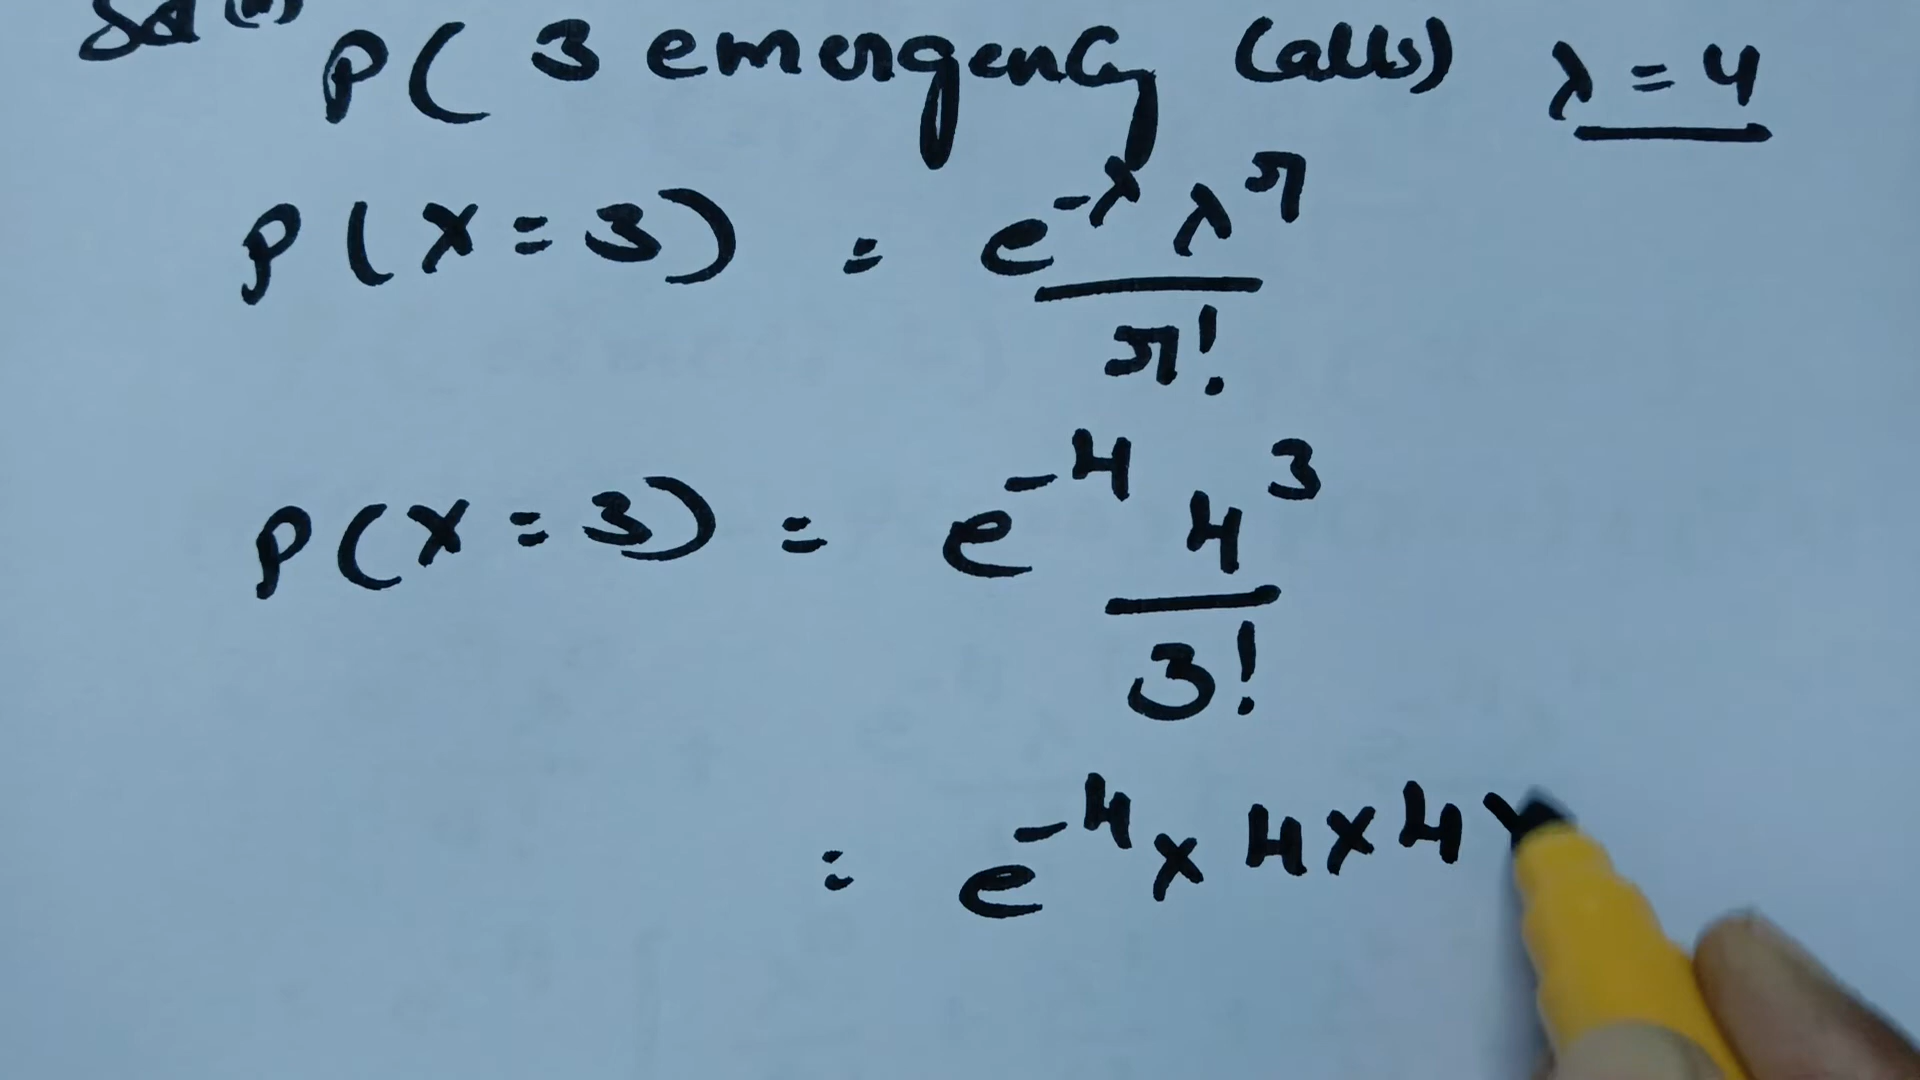 P( 3 emergency calls) λ = 4
P(X=3) = e^-λ λ^r / r!
P(X=3) = e^-4 4^3 / 3!
= e^-4 x 4 x 4 x